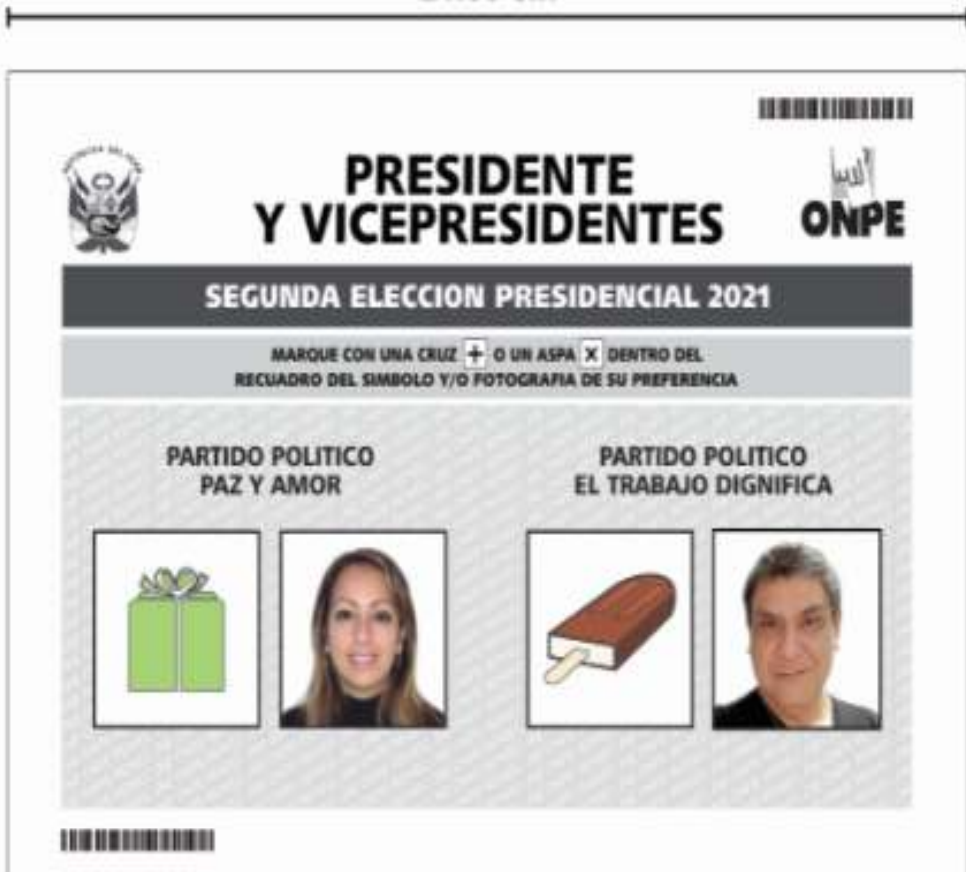 PRESIDENTE
Y VICEPRESIDENTES
ONPE
SEGUNDA ELECCION PRESIDENCIAL 2021
MARQUE CON UNA CRUZ + O UN ASPA X DENTRO DEL
RECUADRO DEL SIMBOLO Y/O FOTOGRAFIA DE SU PREFERENCIA
PARTIDO POLITICO
PAZ Y AMOR
PARTIDO POLITICO
EL TRABAJO DIGNIFICA